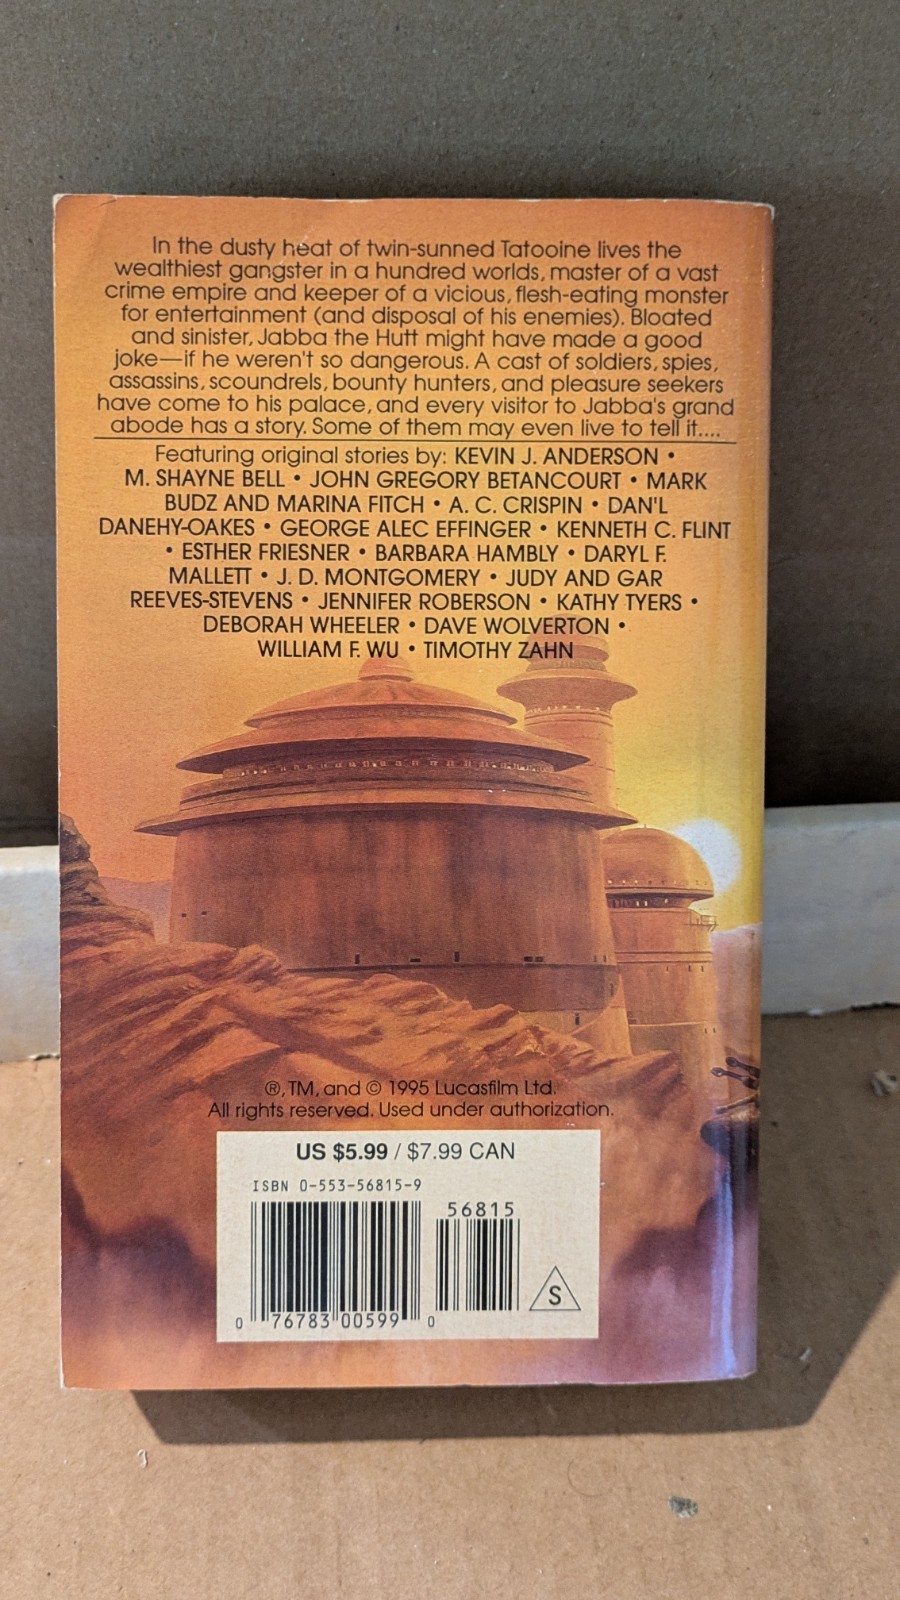 In the dusty heat of twin-sunned Tatooine lives the
wealthiest gangster in a hundred worlds, master of a vast
crime empire and keeper of a vicious, flesh-eating monster
for entertainment (and disposal of his enemies). Bloated
and sinister, Jabba the Hutt might have made a good
joke—if he weren't so dangerous. A cast of soldiers, spies,
assassins, scoundrels, bounty hunters, and pleasure seekers
have come to his palace, and every visitor to Jabba's grand
abode has a story. Some of them may even live to tell it....
Featuring original stories by: KEVIN J. ANDERSON •
M. SHAYNE BELL • JOHN GREGORY BETANCOURT • MARK
BUDZ AND MARINA FITCH • A. C. CRISPIN • DAN'L
DANEHY-OAKES • GEORGE ALEC EFFINGER • KENNETH C. FLINT
• ESTHER FRIESNER • BARBARA HAMBLY • DARYL F.
MALLETT • J. D. MONTGOMERY • JUDY AND GAR
REEVES-STEVENS • JENNIFER ROBERSON • KATHY TYERS •
DEBORAH WHEELER • DAVE WOLVERTON •
WILLIAM F. WU • TIMOTHY ZAHN
®, TM, and © 1995 Lucasfilm Ltd.
All rights reserved. Used under authorization.
US $5.99 / $7.99 CAN
ISBN 0-553-56815-9
56815
0 76783 00599 0
S